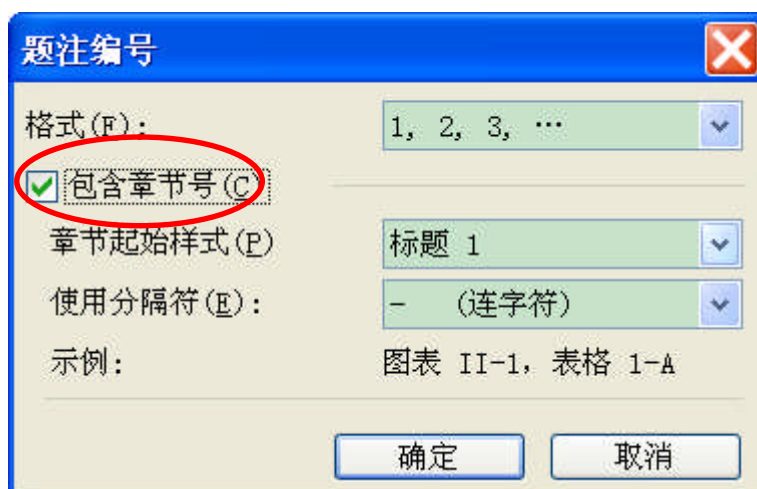 题注编号
格式(F): 1, 2, 3, …
包含章节号(C)
章节起始样式(P) 标题 1
使用分隔符(E): - (连字符)
示例: 图表 II-1, 表格 1-A
确定 取消